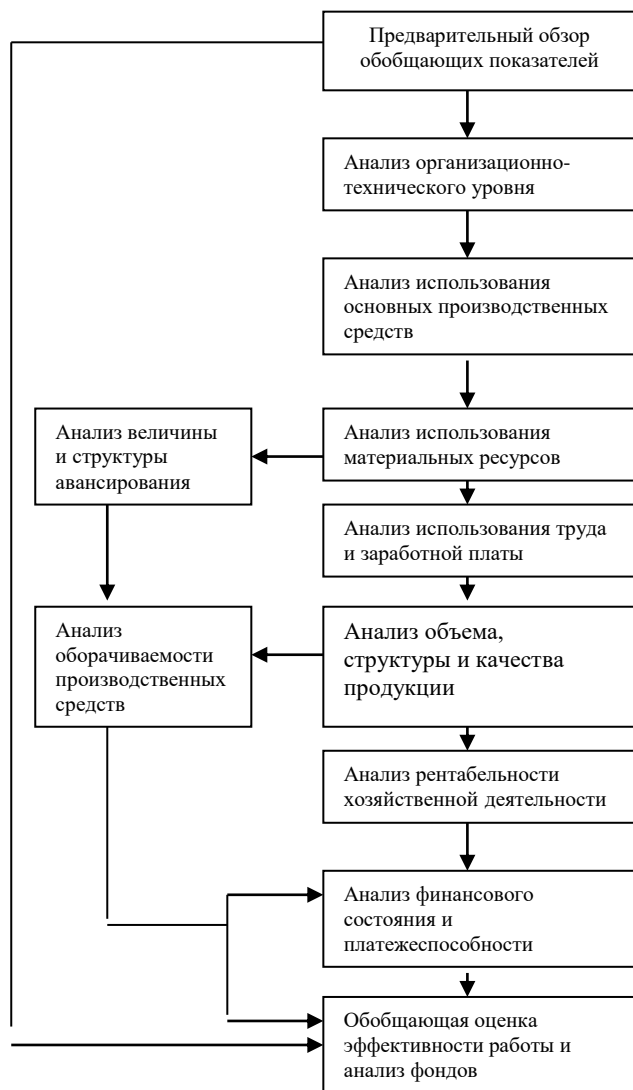 Предварительный обзор
обобщающих показателей
Анализ организационно-
технического уровня
Анализ использования
основных производственных
средств
Анализ величины
и структуры
авансирования
Анализ использования
материальных ресурсов
Анализ использования труда
и заработной платы
Анализ
оборачиваемости
производственных
средств
Анализ объема,
структуры и качества
продукции
Анализ рентабельности
хозяйственной деятельности
Анализ финансового
состояния и
платежеспособности
Обобщающая оценка
эффективности работы и
анализ фондов